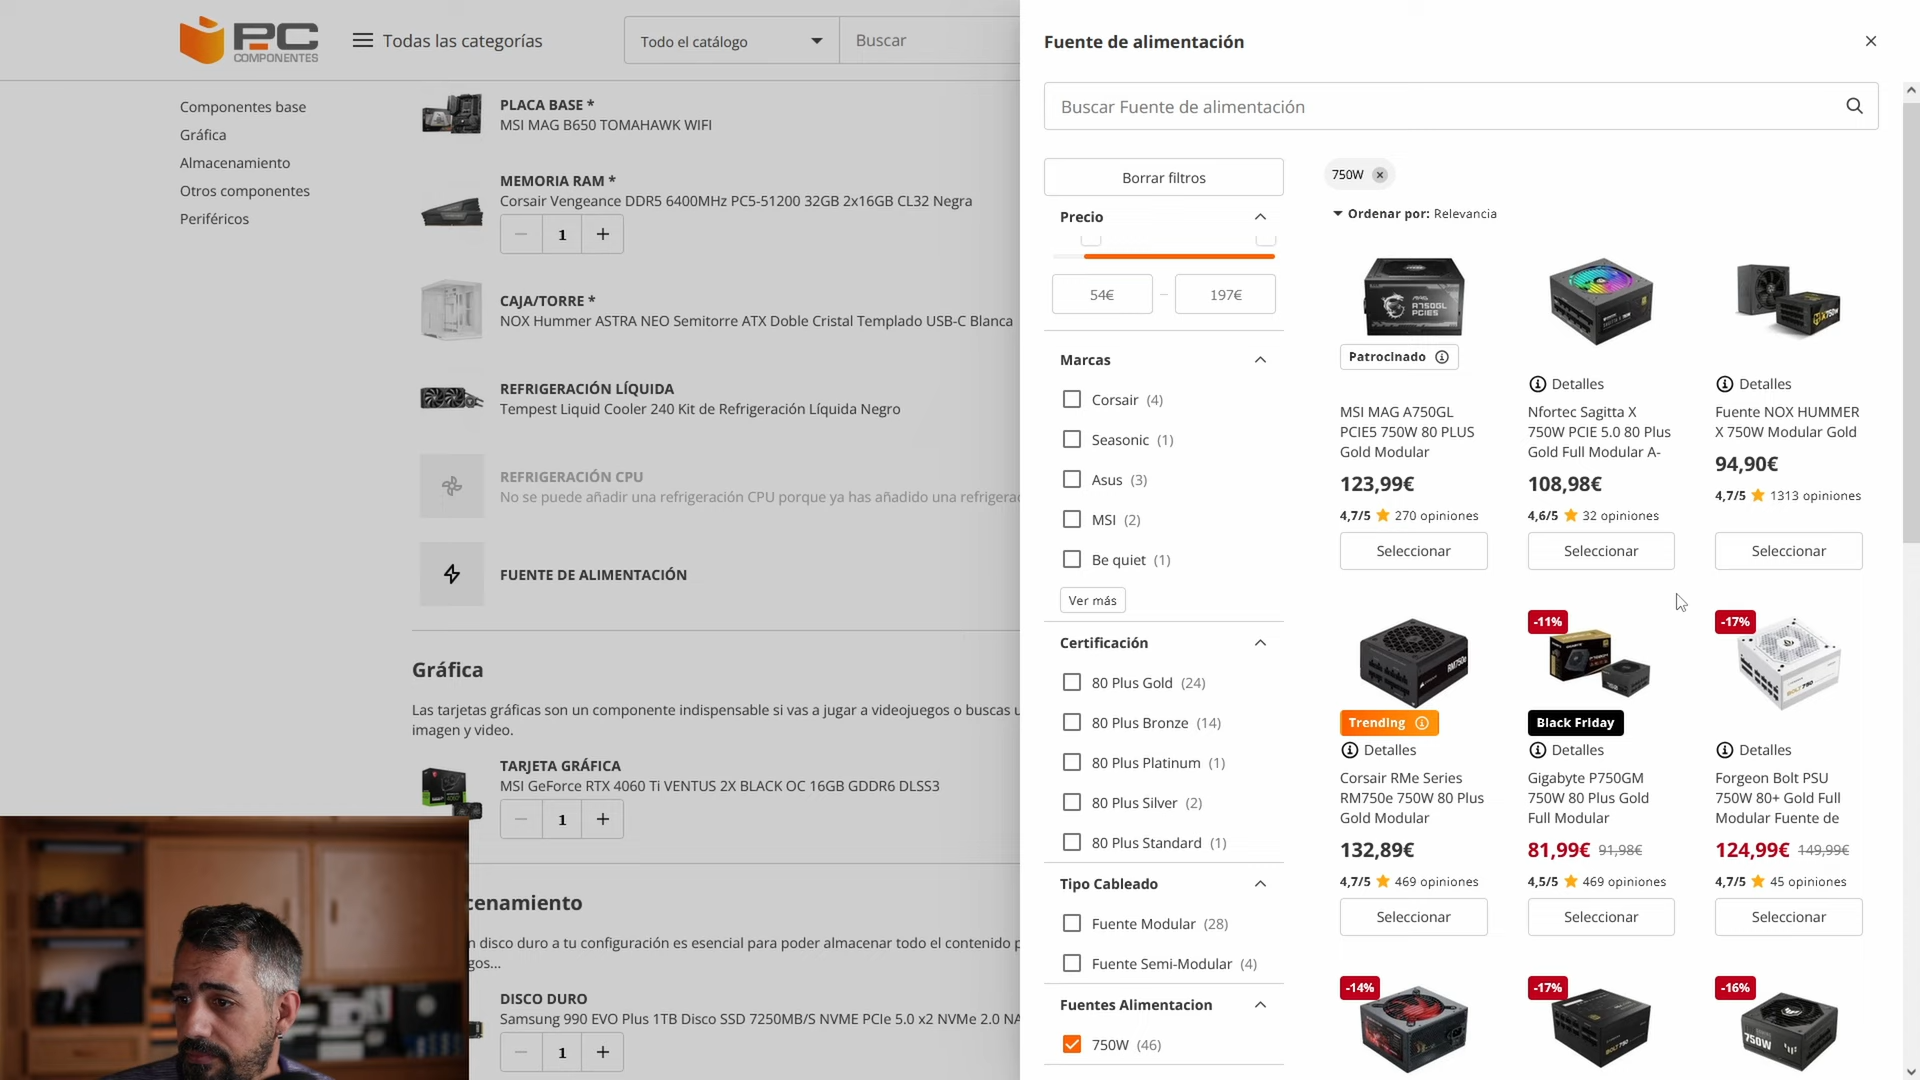 PC
COMPONENTES
Todas las categorías
Todo el catálogo
Buscar
Componentes base
Gráfica
Almacenamiento
Otros componentes
Periféricos
PLACA BASE *
MSI MAG B650 TOMAHAWK WIFI
MEMORIA RAM *
Corsair Vengeance DDR5 6400MHz PC5-51200 32GB 2x16GB CL32 Negra
1
CAJA/TORRE *
NOX Hummer ASTRA NEO Semitorre ATX Doble Cristal Templado USB-C Blanca
REFRIGERACIÓN LÍQUIDA
Tempest Liquid Cooler 240 Kit de Refrigeración Líquida Negro
REFRIGERACIÓN CPU
No se puede añadir una refrigeración CPU porque ya has añadido una refrigerac
FUENTE DE ALIMENTACIÓN
Gráfica
Las tarjetas gráficas son un componente indispensable si vas a jugar a videojuegos o buscas u
imagen y video.
TARJETA GRÁFICA
MSI GeForce RTX 4060 Ti VENTUS 2X BLACK OC 16GB GDDR6 DLSS3
1
cenamiento
n disco duro a tu configuración es esencial para poder almacenar todo el contenido p
gos...
DISCO DURO
Samsung 990 EVO Plus 1TB Disco SSD 7250MB/S NVME PCIe 5.0 x2 NVMe 2.0 NA
1
Fuente de alimentación
Buscar Fuente de alimentación
Borrar filtros
Precio
54€ – 197€
Marcas
Corsair (4)
Seasonic (1)
Asus (3)
MSI (2)
Be quiet (1)
Ver más
Certificación
80 Plus Gold (24)
80 Plus Bronze (14)
80 Plus Platinum (1)
80 Plus Silver (2)
80 Plus Standard (1)
Tipo Cableado
Fuente Modular (28)
Fuente Semi-Modular (4)
Fuentes Alimentacion
750W (46)
750W
Ordenar por: Relevancia
A750GL
PCIE5
Patrocinado
MSI MAG A750GL
PCIE5 750W 80 PLUS
Gold Modular
123,99€
4,7/5 270 opiniones
Seleccionar
Detalles
Nfortec Sagitta X
750W PCIE 5.0 80 Plus
Gold Full Modular A-
108,98€
4,6/5 32 opiniones
Seleccionar
X750W
Detalles
Fuente NOX HUMMER
X 750W Modular Gold
94,90€
4,7/5 1313 opiniones
Seleccionar
RM750e
Trending
Detalles
Corsair RMe Series
RM750e 750W 80 Plus
Gold Modular
132,89€
4,7/5 469 opiniones
Seleccionar
-11%
Black Friday
Detalles
Gigabyte P750GM
750W 80 Plus Gold
Full Modular
81,99€ 91,98€
4,5/5 469 opiniones
Seleccionar
-17%
BOLT 750
Detalles
Forgeon Bolt PSU
750W 80+ Gold Full
Modular Fuente de
124,99€ 149,99€
4,7/5 45 opiniones
Seleccionar
-14%
-17%
BOLT 750
-16%
750W